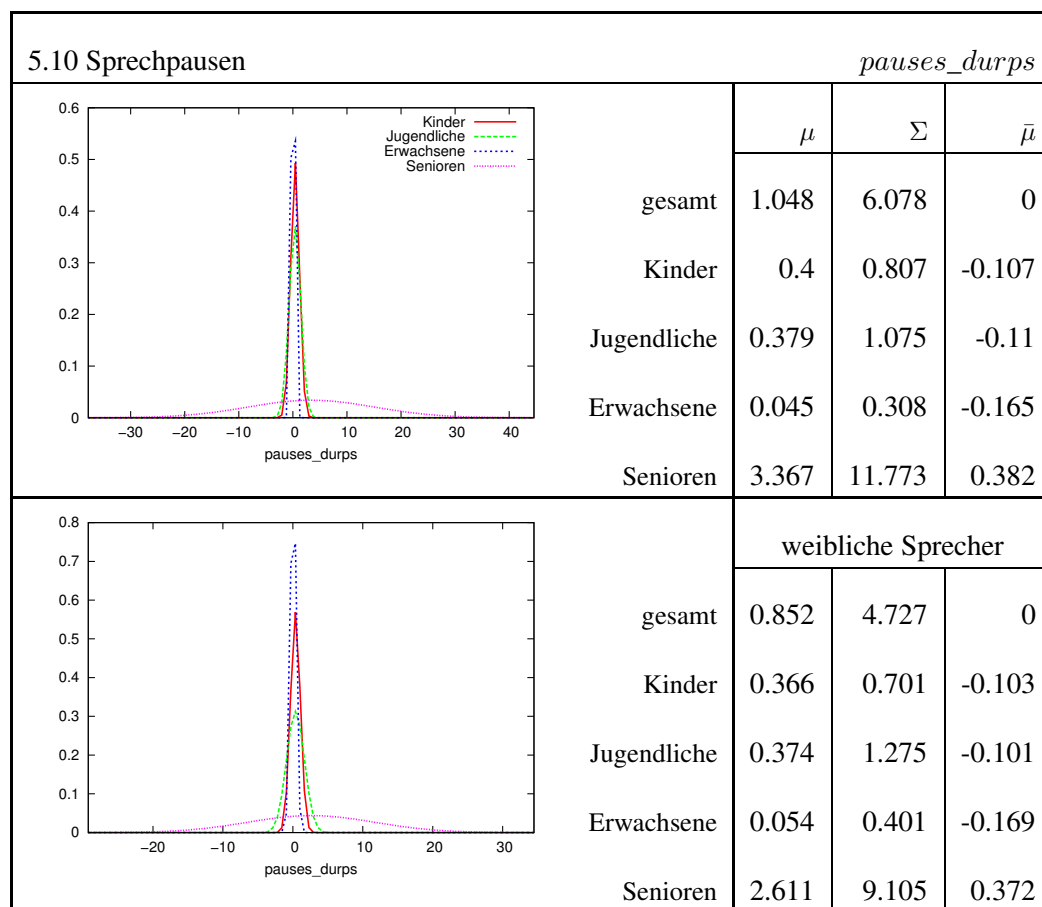 5.10 Sprechpausen pauses_durps
0.6
0.5
0.4
0.3
0.2
0.1
0
Kinder
Jugendliche
Erwachsene
Senioren
−30 −20 −10 0 10 20 30 40
pauses_durps
μ Σ μ̄
gesamt 1.048 6.078 0
Kinder 0.4 0.807 -0.107
Jugendliche 0.379 1.075 -0.11
Erwachsene 0.045 0.308 -0.165
Senioren 3.367 11.773 0.382
0.8
0.7
0.6
0.5
0.4
0.3
0.2
0.1
0
−20 −10 0 10 20 30
pauses_durps
weibliche Sprecher
gesamt 0.852 4.727 0
Kinder 0.366 0.701 -0.103
Jugendliche 0.374 1.275 -0.101
Erwachsene 0.054 0.401 -0.169
Senioren 2.611 9.105 0.372